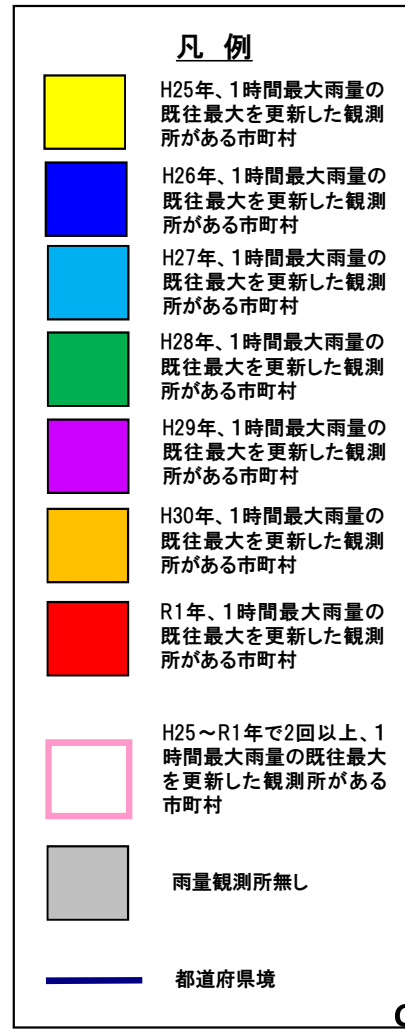 凡 例
H25年、1時間最大雨量の
既往最大を更新した観測
所がある市町村
H26年、1時間最大雨量の
既往最大を更新した観測
所がある市町村
H27年、1時間最大雨量の
既往最大を更新した観測
所がある市町村
H28年、1時間最大雨量の
既往最大を更新した観測
所がある市町村
H29年、1時間最大雨量の
既往最大を更新した観測
所がある市町村
H30年、1時間最大雨量の
既往最大を更新した観測
所がある市町村
R1年、1時間最大雨量の
既往最大を更新した観測
所がある市町村
H25～R1年で2回以上、1
時間最大雨量の既往最大
を更新した観測所がある
市町村
雨量観測所無し
都道府県境